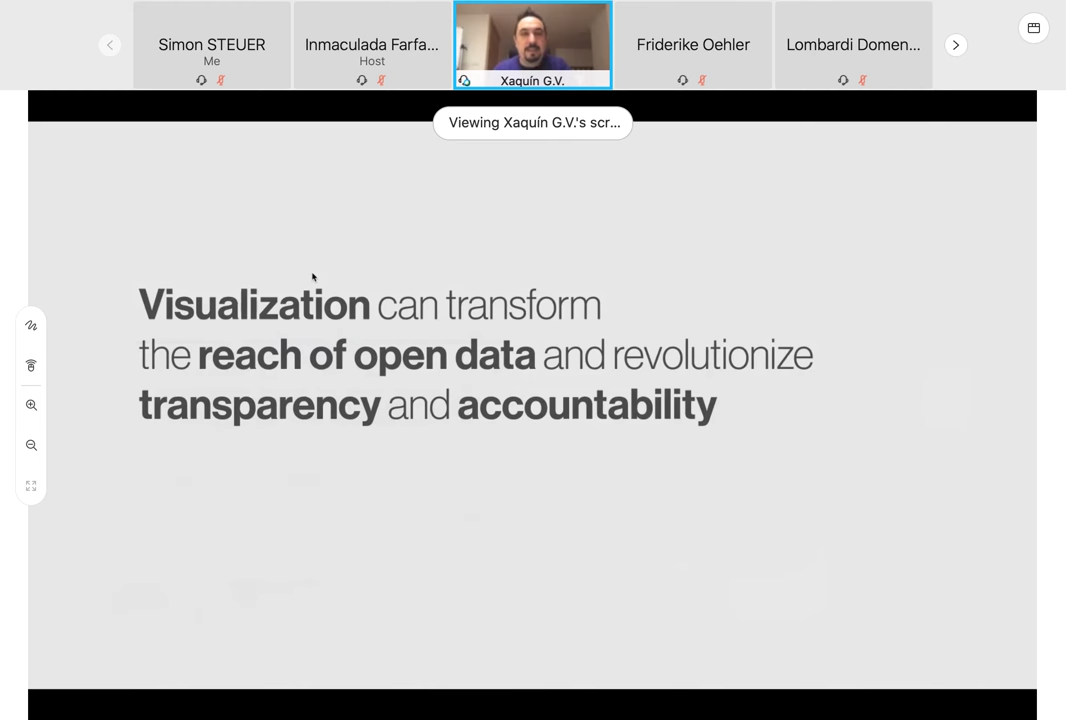 Simon STEUER
Me
Inmaculada Farfa...
Host
Xaquín G.V.
Friderike Oehler
Lombardi Domen...
Viewing Xaquín G.V.'s scr...
Visualization can transform
the reach of open data and revolutionize
transparency and accountability